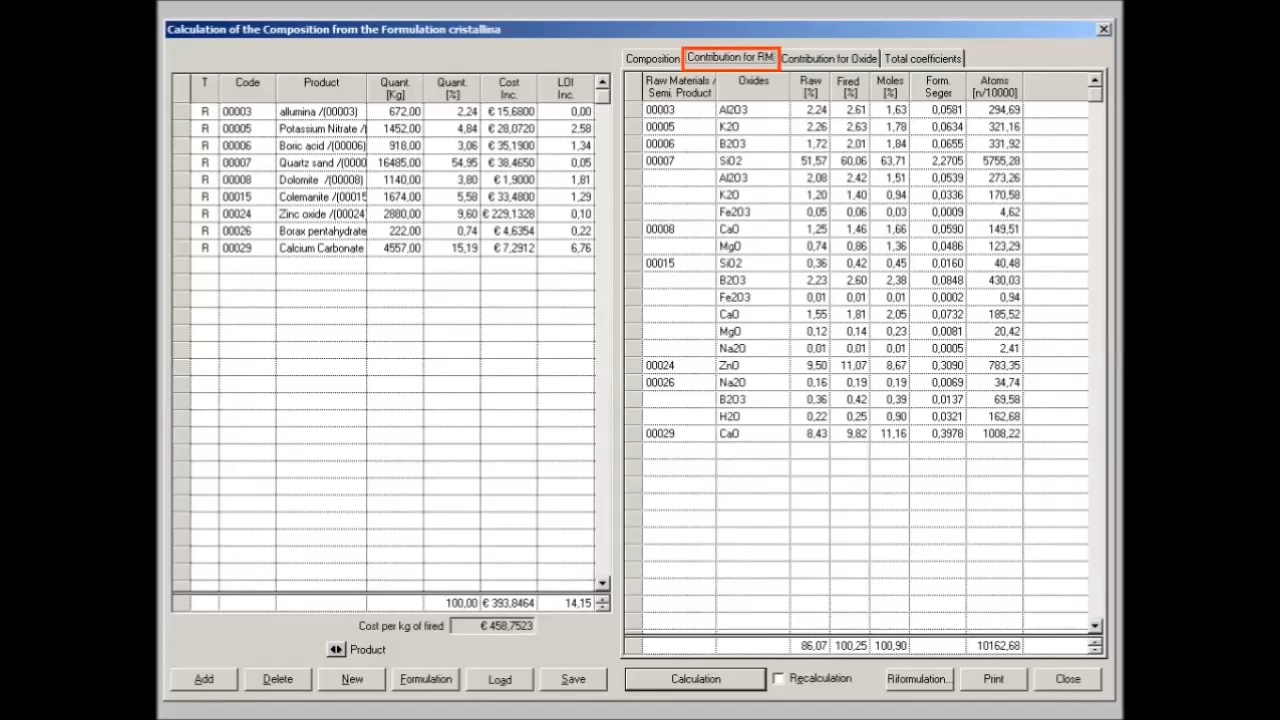 Calculation of the Composition from the Formulation cristallina
Composition Contribution for RM Contribution for Oxide Total coefficients
T Code Product Quant. [Kg] Quant. [%] Cost Inc. LOI Inc.
R 00003 allumina /(00003) 672,00 2,24 € 15,6800 0,00
R 00005 Potassium Nitrate /( 1452,00 4,84 € 28,0720 2,58
R 00006 Boric acid /(00006) 918,00 3,06 € 35,1900 1,34
R 00007 Quartz sand /(0000 16485,00 54,95 € 38,4650 0,05
R 00008 Dolomite /(00008) 1140,00 3,80 € 1,9000 1,81
R 00015 Colemanite /(00015 1674,00 5,58 € 33,4800 1,29
R 00024 Zinc oxide /(00024) 2880,00 9,60 € 229,1328 0,10
R 00026 Borax pentahydrate 222,00 0,74 € 4,6354 0,22
R 00029 Calcium Carbonate 4557,00 15,19 € 7,2912 6,76
100,00 € 393,8464 14,15
Cost per kg of fired € 458,7523
Product
Raw Materials / Semi. Product Oxides Raw [%] Fired [%] Moles [%] Form. Seger Atoms [n/10000]
00003 Al2O3 2,24 2,61 1,63 0,0581 294,69
00005 K2O 2,26 2,63 1,78 0,0634 321,16
00006 B2O3 1,72 2,01 1,84 0,0655 331,92
00007 SiO2 51,57 60,06 63,71 2,2705 5755,28
Al2O3 2,08 2,42 1,51 0,0539 273,26
K2O 1,20 1,40 0,94 0,0336 170,58
Fe2O3 0,05 0,06 0,03 0,0009 4,62
00008 CaO 1,25 1,46 1,66 0,0590 149,51
MgO 0,74 0,86 1,36 0,0486 123,29
00015 SiO2 0,36 0,42 0,45 0,0160 40,48
B2O3 2,23 2,60 2,38 0,0848 430,03
Fe2O3 0,01 0,01 0,01 0,0002 0,94
CaO 1,55 1,81 2,05 0,0732 185,52
MgO 0,12 0,14 0,23 0,0081 20,42
Na2O 0,01 0,01 0,01 0,0005 2,41
00024 ZnO 9,50 11,07 8,67 0,3090 783,35
00026 Na2O 0,16 0,19 0,19 0,0069 34,74
B2O3 0,36 0,42 0,39 0,0137 69,58
H2O 0,22 0,25 0,90 0,0321 162,68
00029 CaO 8,43 9,82 11,16 0,3978 1008,22
86,07 100,25 100,90 10162,68
Add Delete New Formulation Load Save Calculation Recalculation Riformulation... Print Close